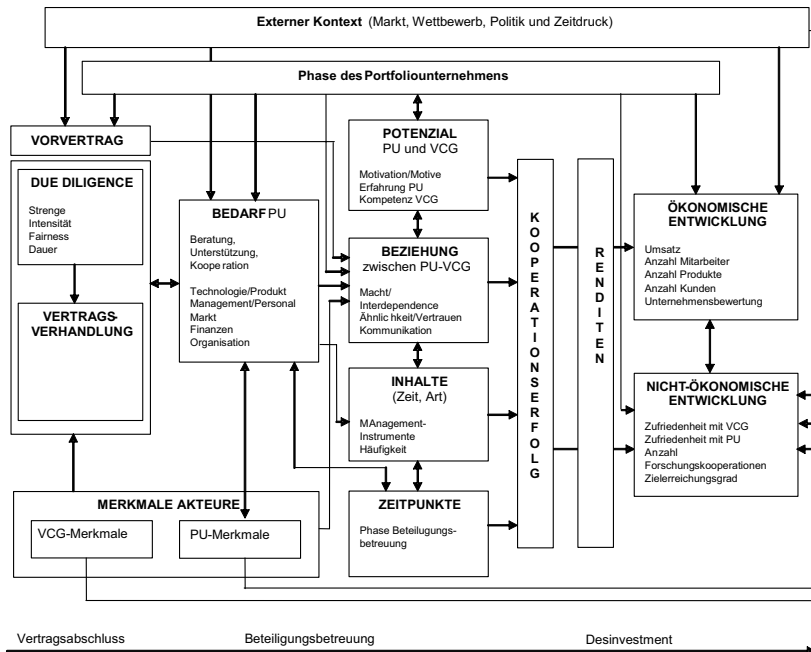 Externer Kontext (Markt, Wettbewerb, Politik und Zeitdruck)
Phase des Portfoliounternehmens
VORVERTRAG
DUE DILIGENCE
Strenge
Intensität
Fairness
Dauer
VERTRAGS-
VERHANDLUNG
BEDARF PU
Beratung,
Unterstützung,
Kooperation
Technologie/Produkt
Management/Personal
Markt
Finanzen
Organisation
MERKMALE AKTEURE
VCG-Merkmale
PU-Merkmale
POTENZIAL
PU und VCG
Motivation/Motive
Erfahrung PU
Kompetenz VCG
BEZIEHUNG
zwischen PU-VCG
Macht/
Interdependence
Ähnlichkeit/Vertrauen
Kommunikation
INHALTE
(Zeit, Art)
MAnagement-
Instrumente
Häufigkeit
ZEITPUNKTE
Phase Beteilugungs-
betreuung
KOOPERATIONSERFOLG
RENDITEN
ÖKONOMISCHE
ENTWICKLUNG
Umsatz
Anzahl Mitarbeiter
Anzahl Produkte
Anzahl Kunden
Unternehmensbewertung
NICHT-ÖKONOMISCHE
ENTWICKLUNG
Zufriedenheit mit VCG
Zufriedenheit mit PU
Anzahl
Forschungskooperationen
Zielerreichungsgrad
Vertragsabschluss
Beteiligungsbetreuung
Desinvestment